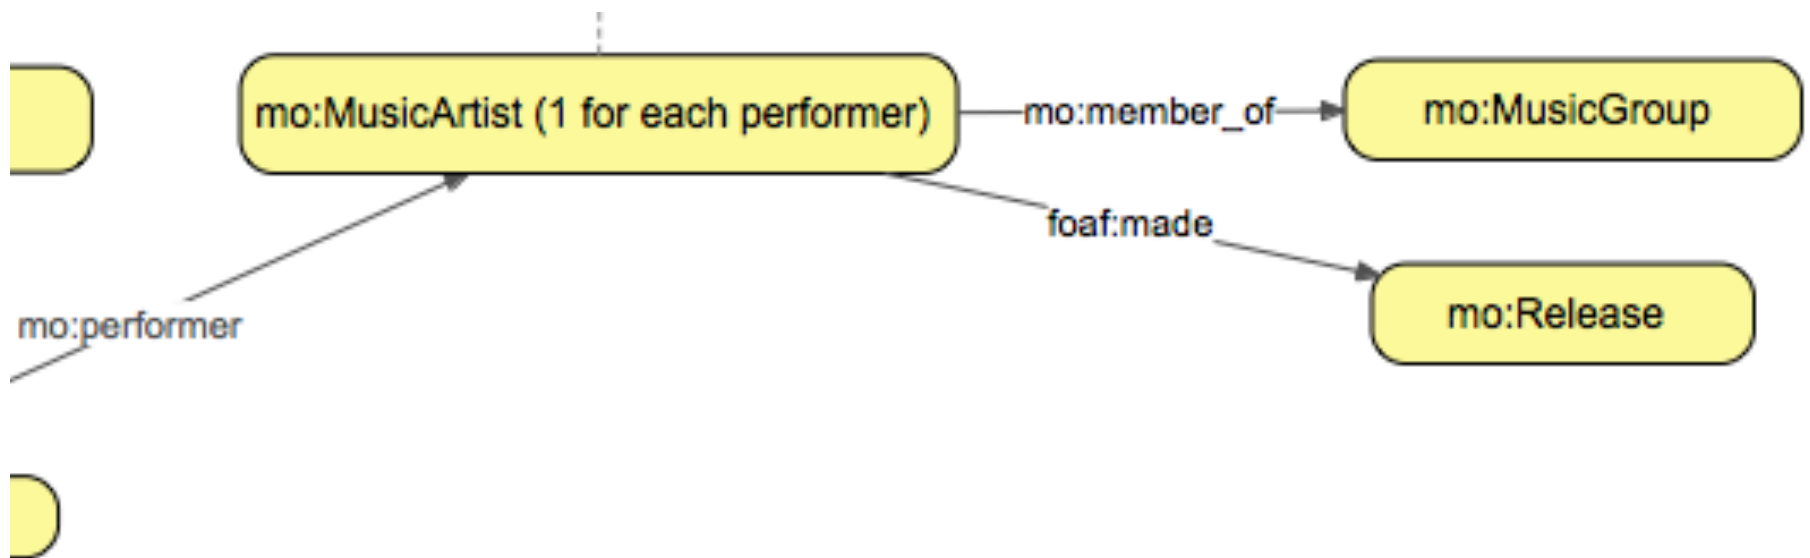 mo:MusicArtist (1 for each performer)
mo:member_of
mo:MusicGroup
foaf:made
mo:Release
mo:performer